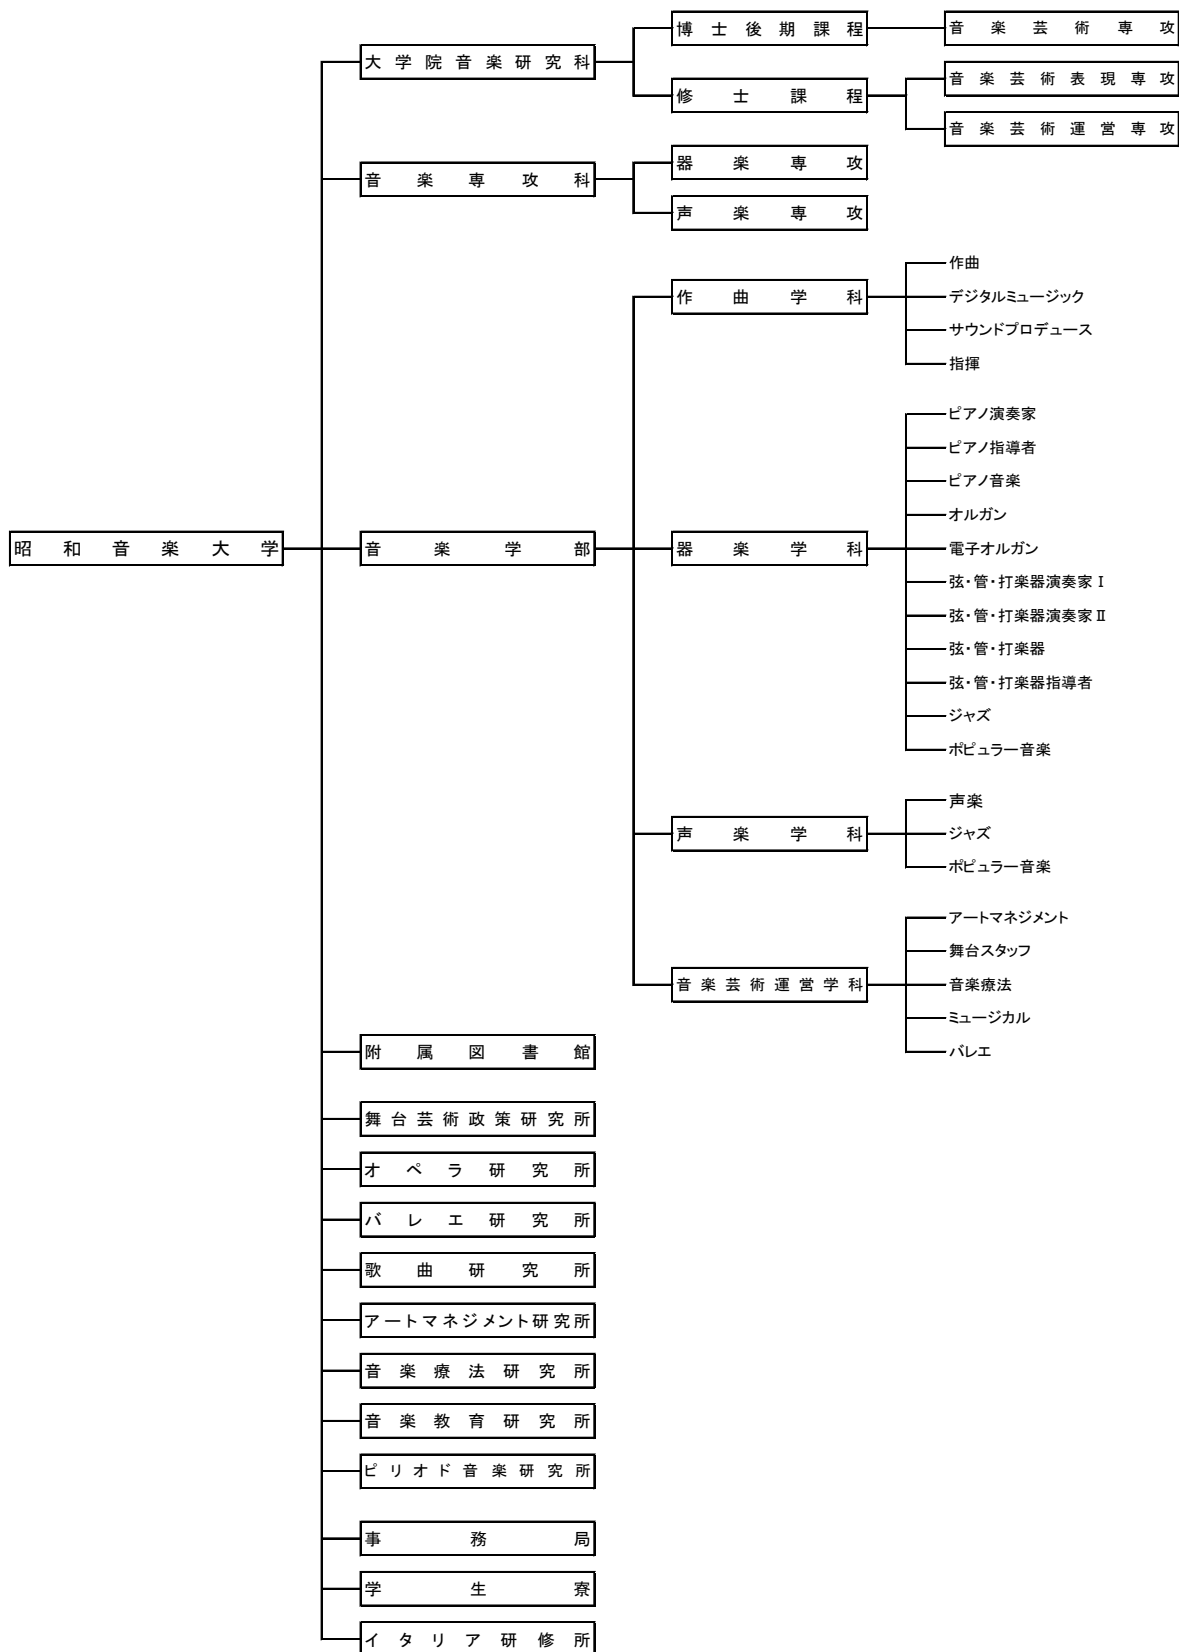 昭和音楽大学
大学院音楽研究科
博士後期課程
音楽芸術専攻
修士課程
音楽芸術表現専攻
音楽芸術運営専攻
音楽専攻科
器楽専攻
声楽専攻
音楽学部
作曲学科
作曲
デジタルミュージック
サウンドプロデュース
指揮
器楽学科
ピアノ演奏家
ピアノ指導者
ピアノ音楽
オルガン
電子オルガン
弦・管・打楽器演奏家Ⅰ
弦・管・打楽器演奏家Ⅱ
弦・管・打楽器
弦・管・打楽器指導者
ジャズ
ポピュラー音楽
声楽学科
声楽
ジャズ
ポピュラー音楽
音楽芸術運営学科
アートマネジメント
舞台スタッフ
音楽療法
ミュージカル
バレエ
附属図書館
舞台芸術政策研究所
オペラ研究所
バレエ研究所
歌曲研究所
アートマネジメント研究所
音楽療法研究所
音楽教育研究所
ピリオド音楽研究所
事務局
学生寮
イタリア研修所